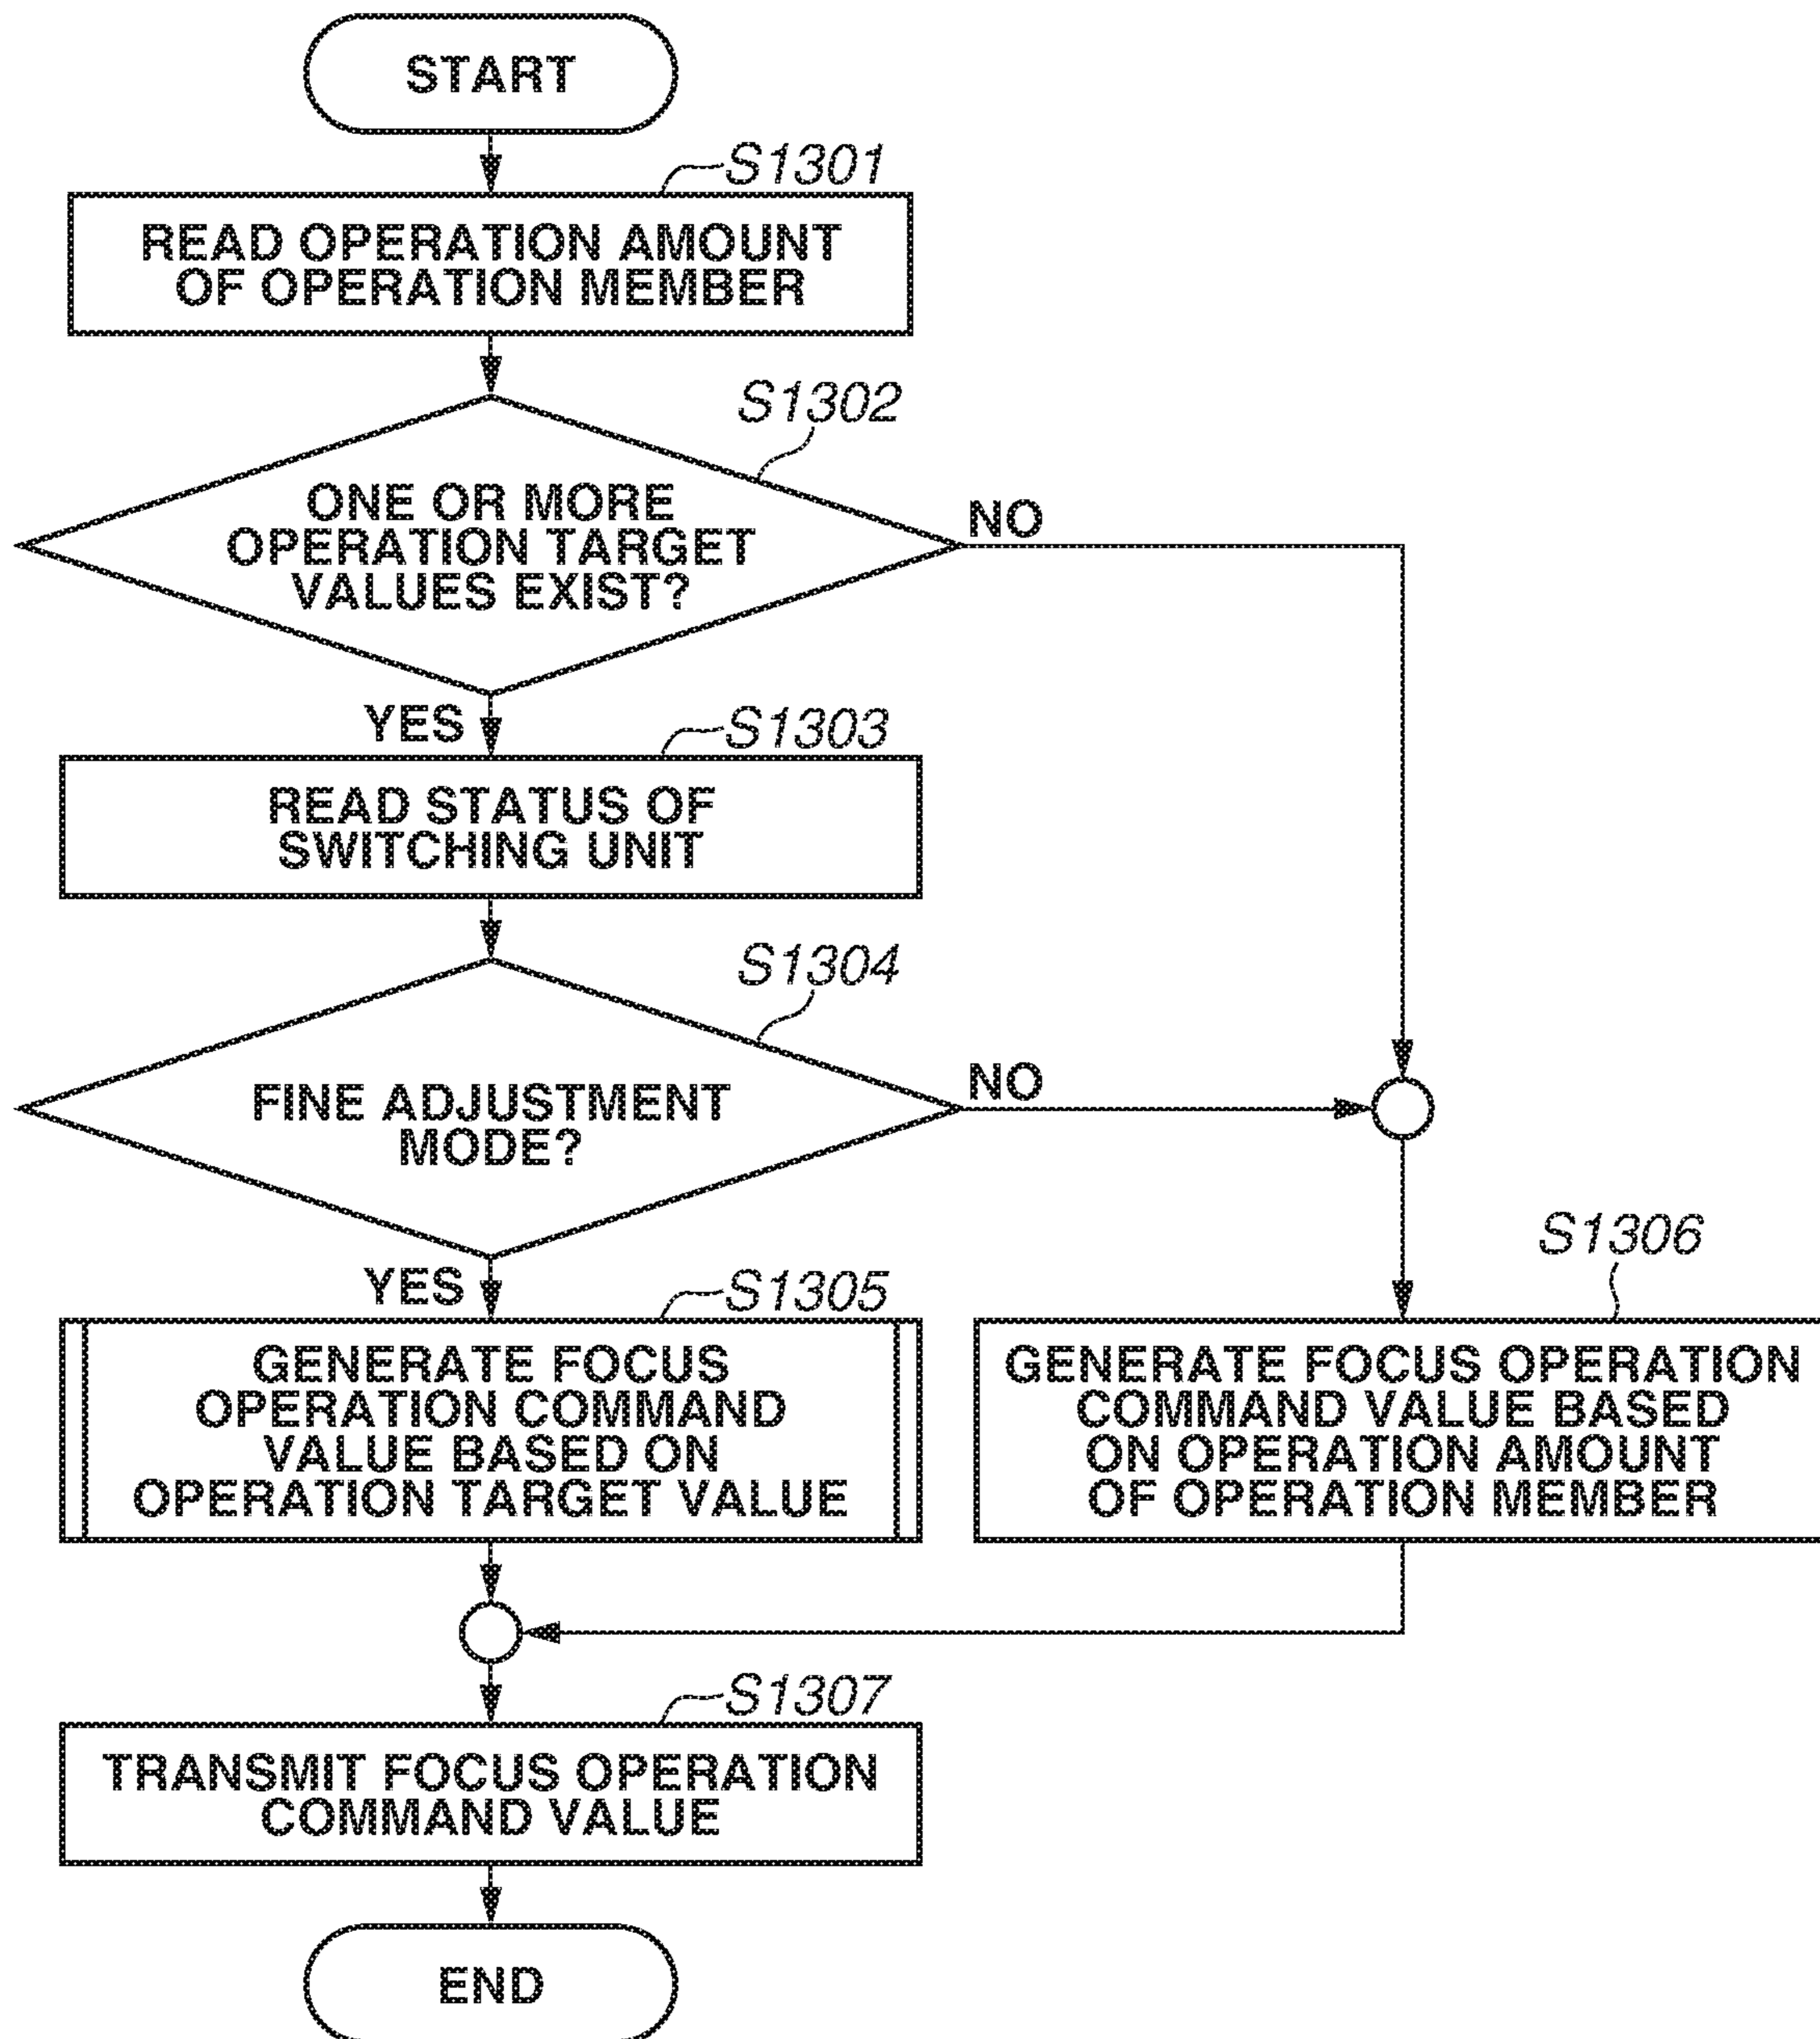 START
S1301
READ OPERATION AMOUNT
OF OPERATION MEMBER
S1302
ONE OR MORE
OPERATION TARGET
VALUES EXIST?
NO
YES
S1303
READ STATUS OF
SWITCHING UNIT
S1304
FINE ADJUSTMENT
MODE?
NO
YES
S1305
GENERATE FOCUS
OPERATION COMMAND
VALUE BASED ON
OPERATION TARGET VALUE
S1306
GENERATE FOCUS OPERATION
COMMAND VALUE BASED
ON OPERATION AMOUNT
OF OPERATION MEMBER
S1307
TRANSMIT FOCUS OPERATION
COMMAND VALUE
END